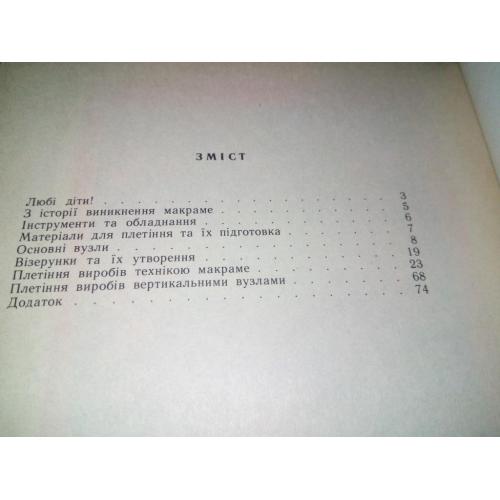 ЗМІСТ
Любі діти! . . . . . . . . . . . . . . . . . 3
З історії виникнення макраме . . . . . . . . . . 5
Інструменти та обладнання . . . . . . . . . . . 6
Матеріали для плетіння та їх підготовка . . . . . . 7
Основні вузли . . . . . . . . . . . . . . . . 8
Візерунки та їх утворення . . . . . . . . . . . 19
Плетіння виробів технікою макраме . . . . . . . . 23
Плетіння виробів вертикальними вузлами . . . . . . 68
Додаток . . . . . . . . . . . . . . . . . . 74